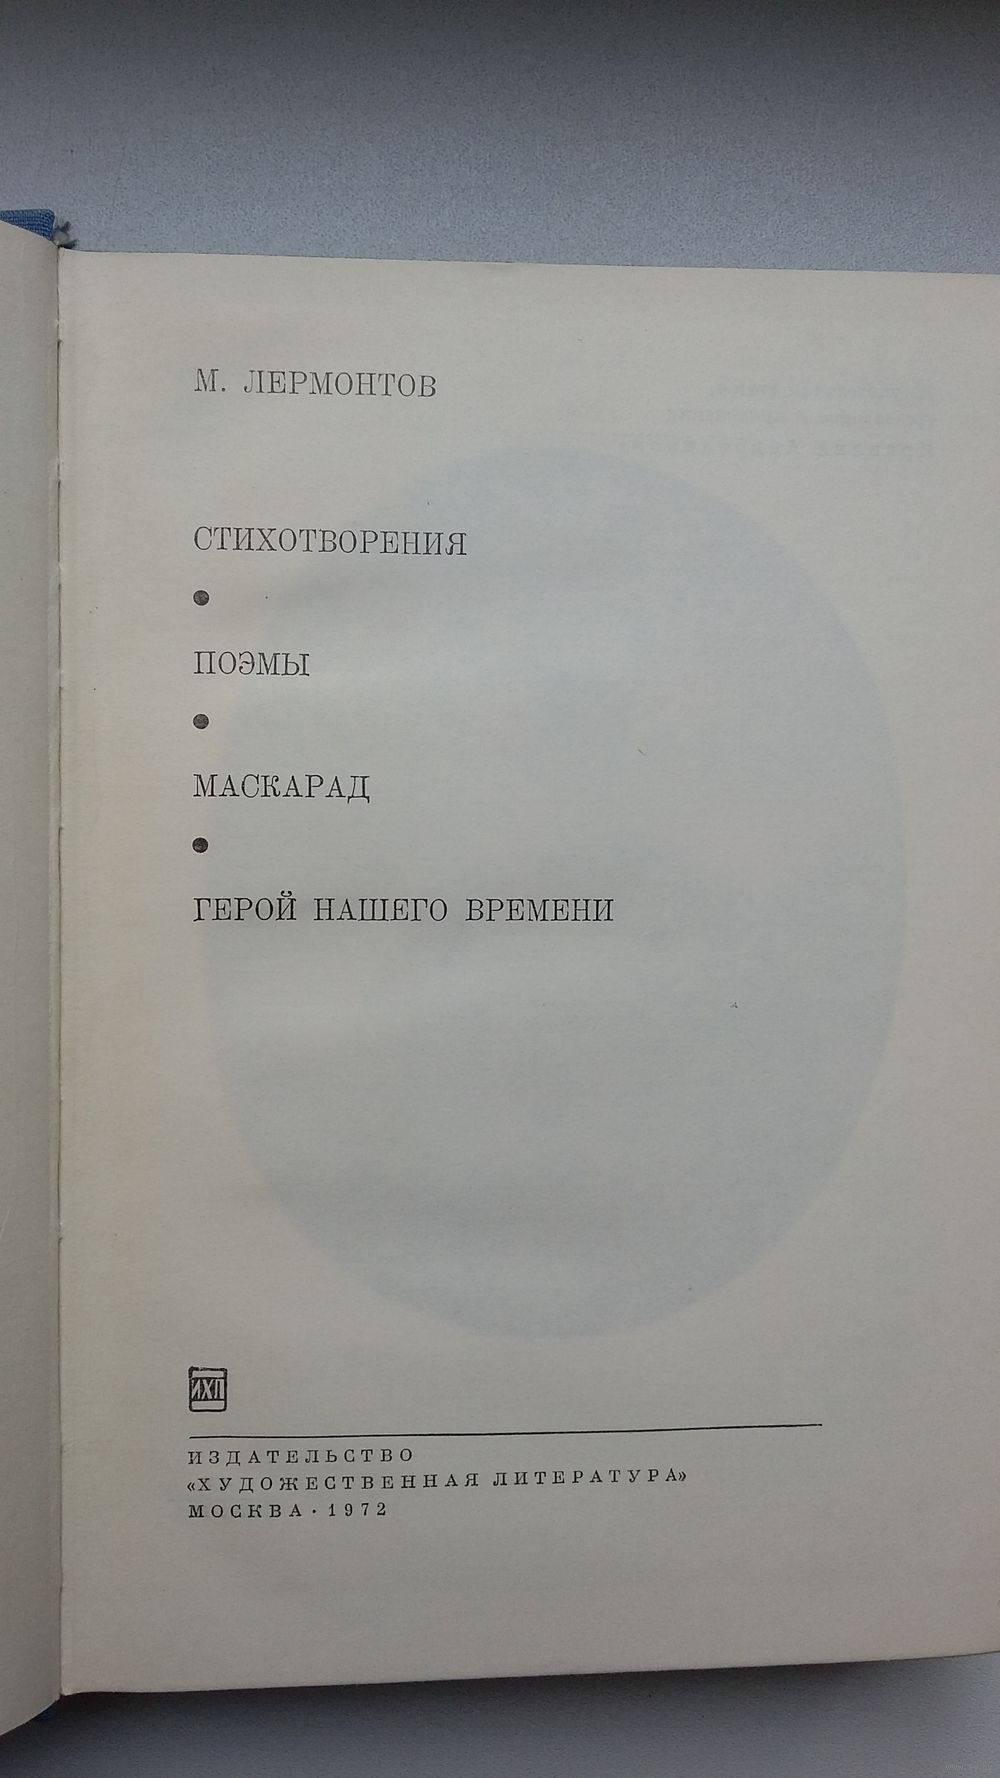 М. ЛЕРМОНТОВ
СТИХОТВОРЕНИЯ
•
ПОЭМЫ
•
МАСКАРАД
•
ГЕРОЙ НАШЕГО ВРЕМЕНИ
ИХЛ
ИЗДАТЕЛЬСТВО
«ХУДОЖЕСТВЕННАЯ ЛИТЕРАТУРА»
МОСКВА · 1972